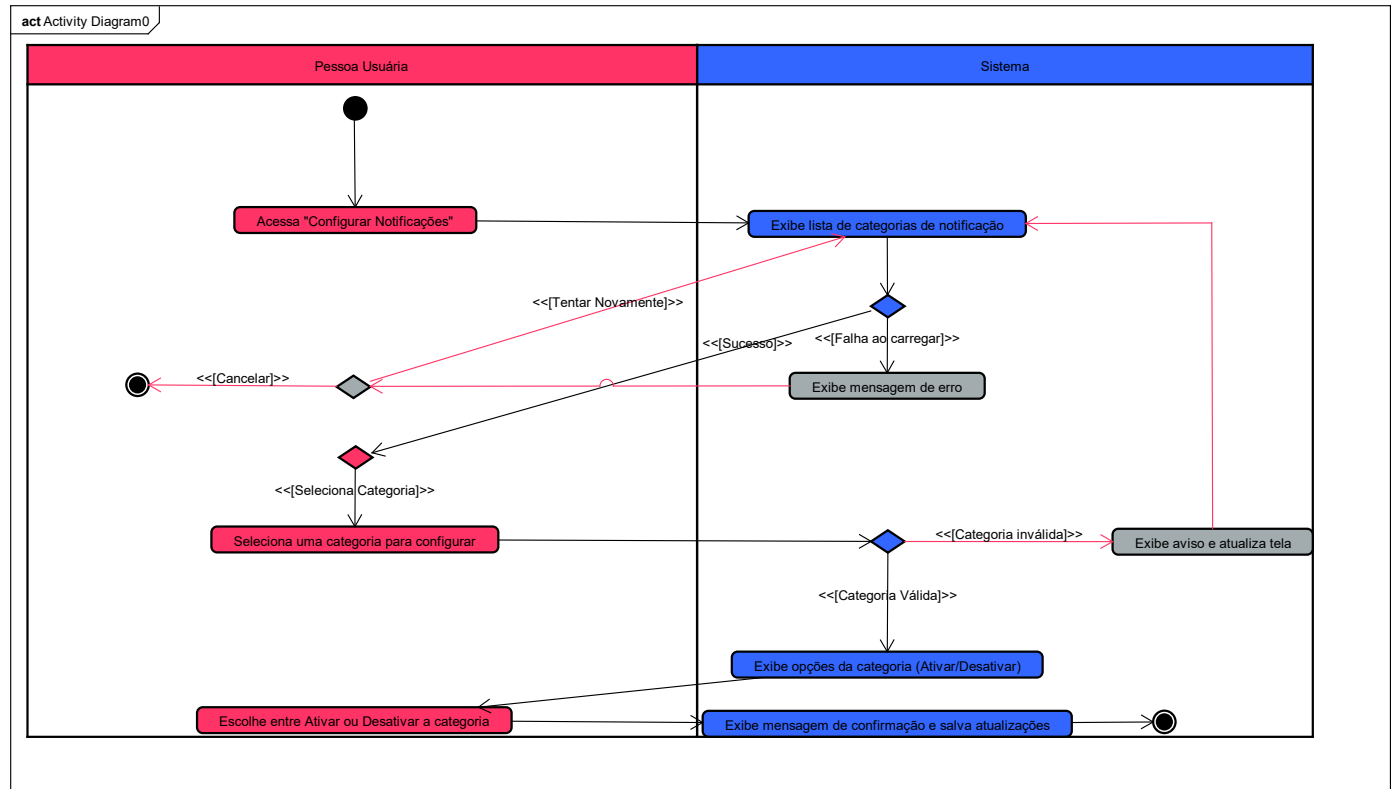 act Activity Diagram0
Pessoa Usuária
Sistema
Acessa "Configurar Notificações"
Exibe lista de categorias de notificação
<<[Tentar Novamente]>>
<<[Sucesso]>>
<<[Falha ao carregar]>>
<<[Cancelar]>>
Exibe mensagem de erro
<<[Seleciona Categoria]>>
Seleciona uma categoria para configurar
<<[Categoria inválida]>>
Exibe aviso e atualiza tela
<<[Categoria Válida]>>
Exibe opções da categoria (Ativar/Desativar)
Escolhe entre Ativar ou Desativar a categoria
Exibe mensagem de confirmação e salva atualizações